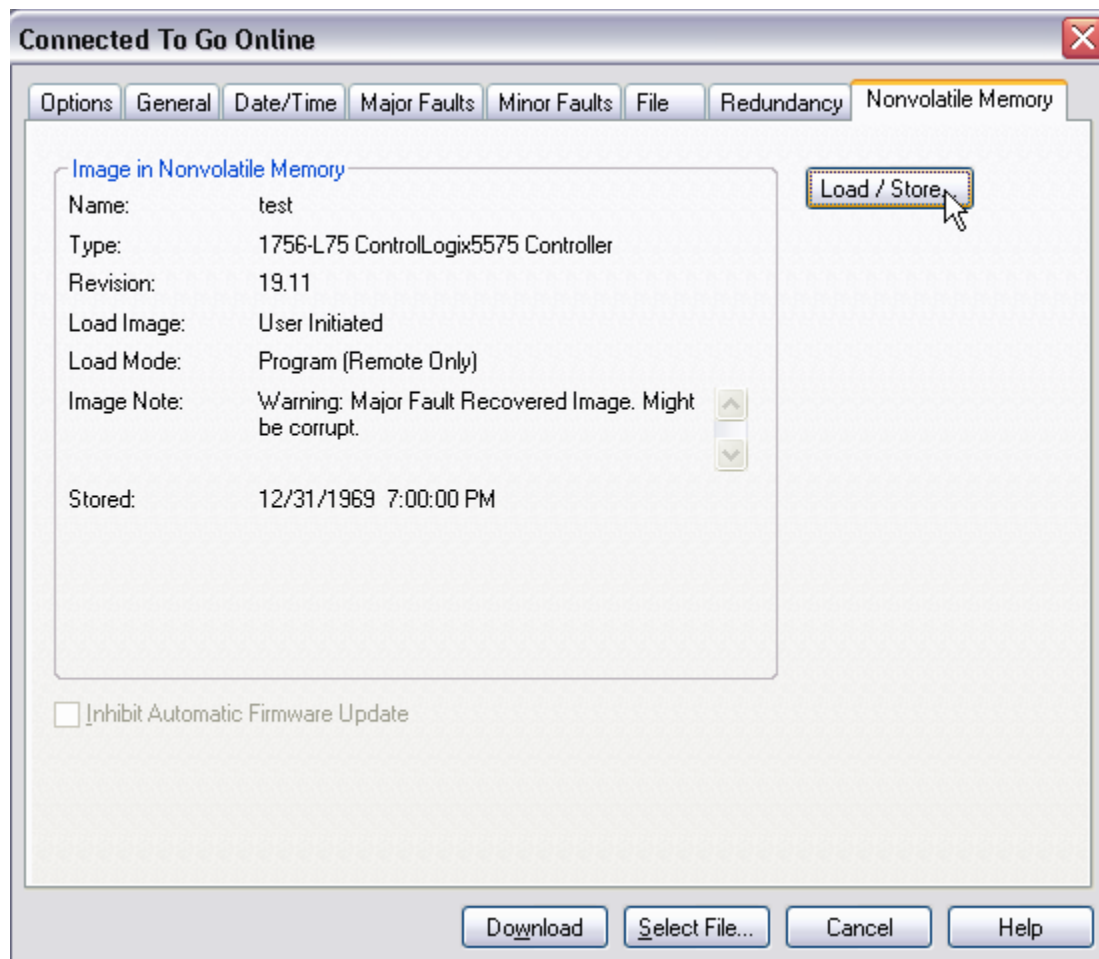 Connected To Go Online
Options General Date/Time Major Faults Minor Faults File Redundancy Nonvolatile Memory
Image in Nonvolatile Memory
Load / Store...
Name: test
Type: 1756-L75 ControlLogix5575 Controller
Revision: 19.11
Load Image: User Initiated
Load Mode: Program (Remote Only)
Image Note: Warning: Major Fault Recovered Image. Might
be corrupt.
Stored: 12/31/1969 7:00:00 PM
Inhibit Automatic Firmware Update
Download Select File... Cancel Help